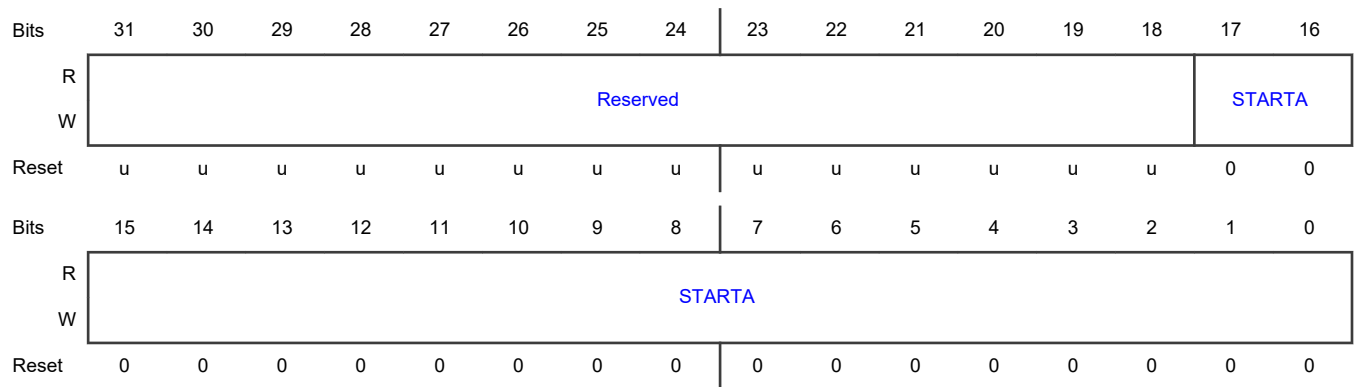 Bits 31 30 29 28 27 26 25 24 23 22 21 20 19 18 17 16
R
Reserved STARTA
W
Reset u u u u u u u u u u u u u u 0 0
Bits 15 14 13 12 11 10 9 8 7 6 5 4 3 2 1 0
R
STARTA
W
Reset 0 0 0 0 0 0 0 0 0 0 0 0 0 0 0 0